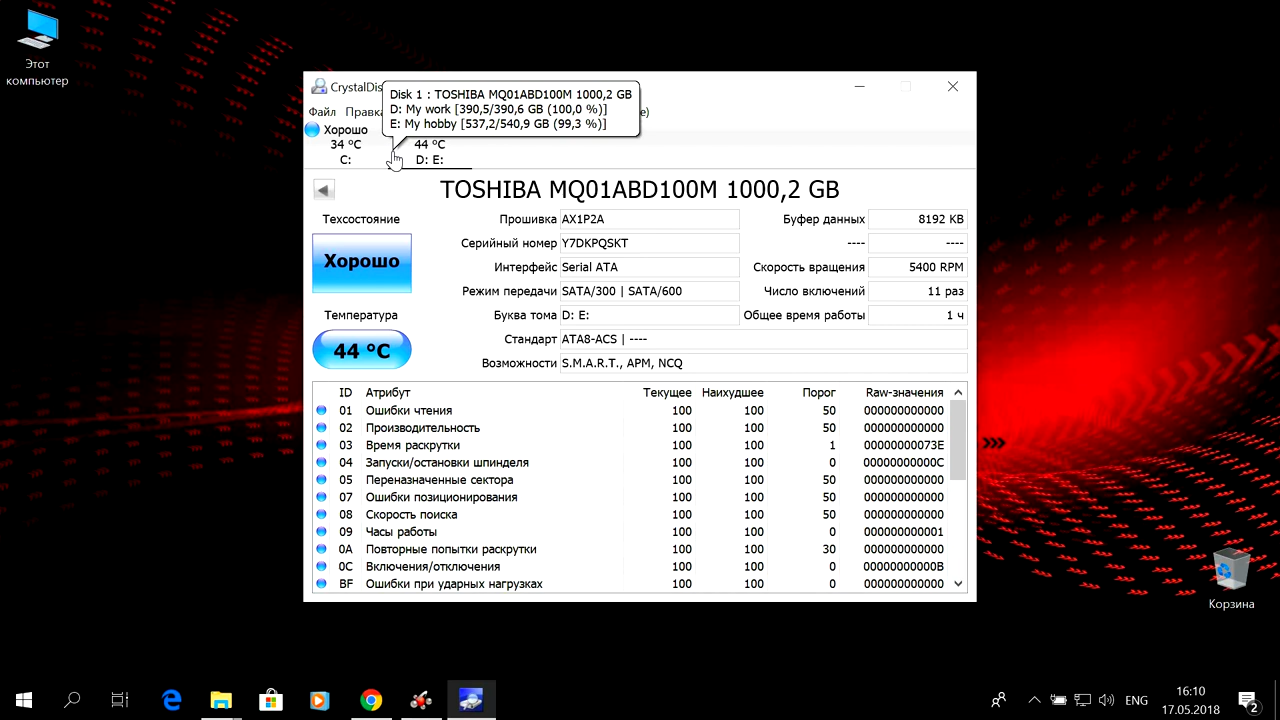 Этот
компьютер
CrystalDis
Disk 1 : TOSHIBA MQ01ABD100M 1000,2 GB
D: My work [390,5/390,6 GB (100,0 %)]
E: My hobby [537,2/540,9 GB (99,3 %)]
Файл Правка
Хорошо
34 °C
C:
44 °C
D: E:
TOSHIBA MQ01ABD100M 1000,2 GB
Техсостояние
Хорошо
Температура
44 °C
Прошивка AX1P2A
Серийный номер Y7DKPQSKT
Интерфейс Serial ATA
Режим передачи SATA/300 | SATA/600
Буква тома D: E:
Стандарт ATA8-ACS | ----
Возможности S.M.A.R.T., APM, NCQ
Буфер данных 8192 KB
---- ----
Скорость вращения 5400 RPM
Число включений 11 раз
Общее время работы 1 ч
ID Атрибут Текущее Наихудшее Порог Raw-значения
01 Ошибки чтения 100 100 50 000000000000
02 Производительность 100 100 50 000000000000
03 Время раскрутки 100 100 1 00000000073E
04 Запуски/остановки шпинделя 100 100 0 00000000000C
05 Переназначенные сектора 100 100 50 000000000000
07 Ошибки позиционирования 100 100 50 000000000000
08 Скорость поиска 100 100 50 000000000000
09 Часы работы 100 100 0 000000000001
0A Повторные попытки раскрутки 100 100 30 000000000000
0C Включения/отключения 100 100 0 00000000000B
BF Ошибки при ударных нагрузках 100 100 0 000000000000
Корзина
ENG
16:10
17.05.2018
2